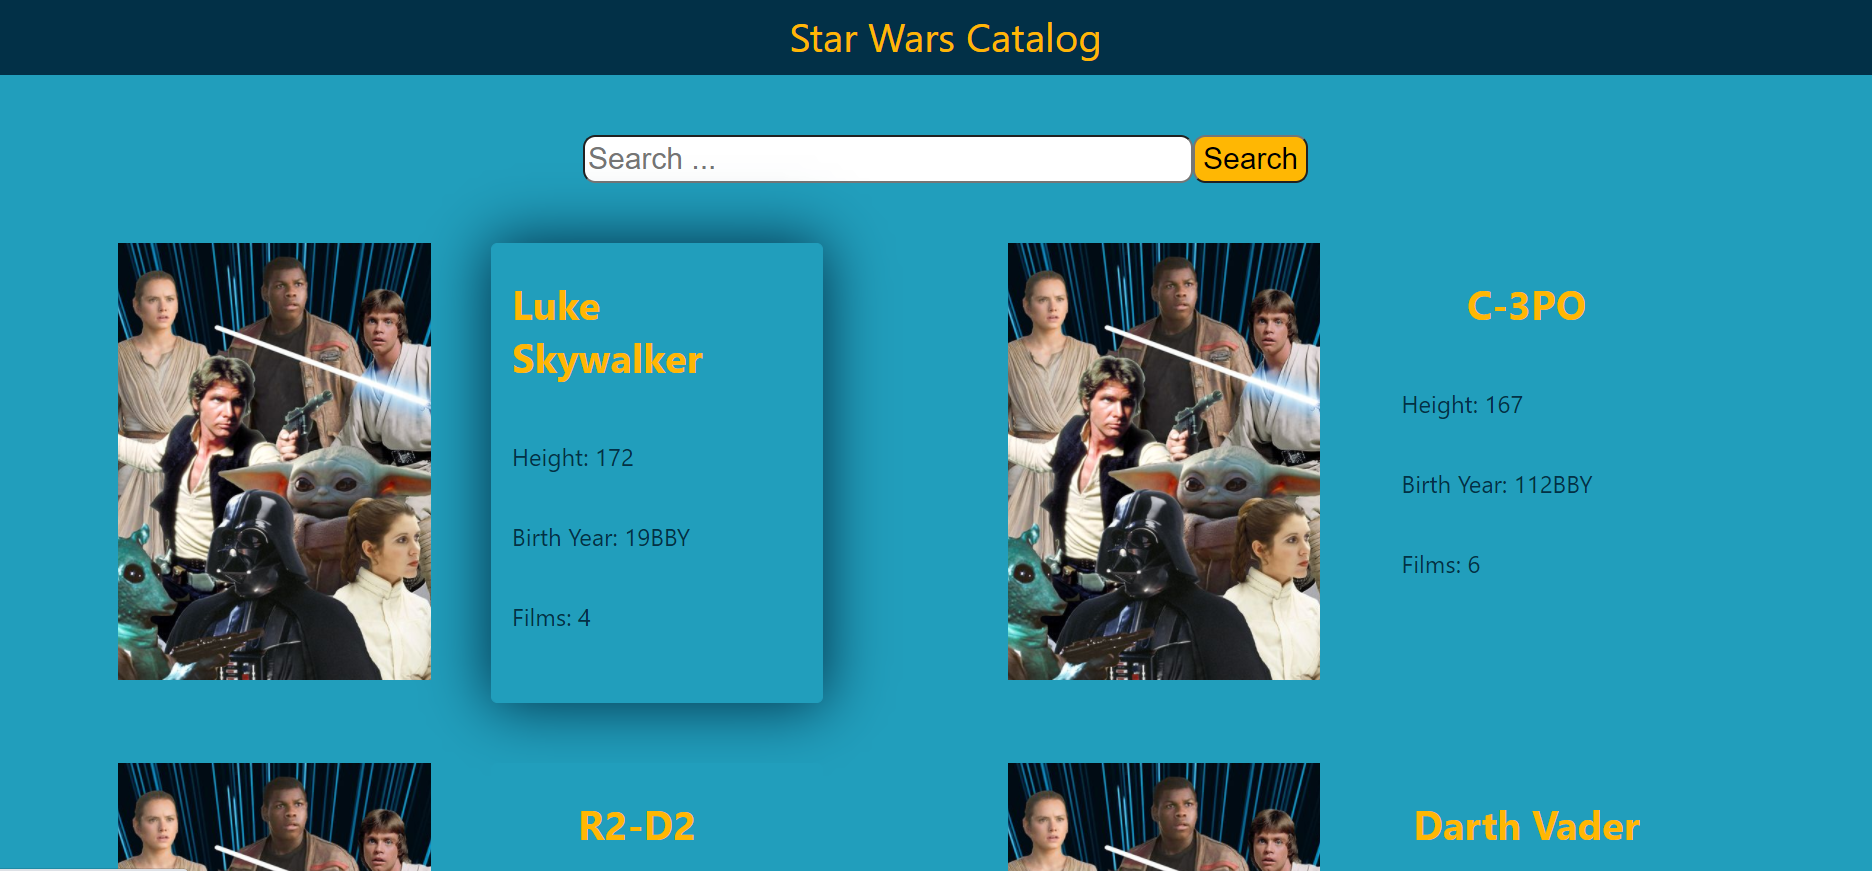 Star Wars Catalog
Search ...
Search
Luke
Skywalker
Height: 172
Birth Year: 19BBY
Films: 4
C-3PO
Height: 167
Birth Year: 112BBY
Films: 6
R2-D2
Darth Vader